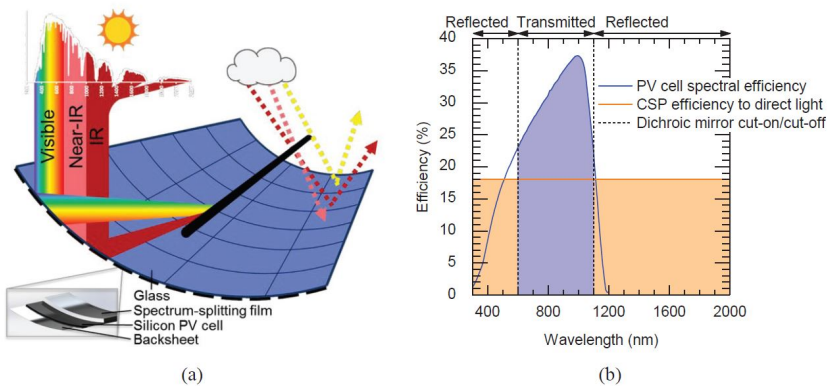 Visible
Near-IR
IR
Glass
Spectrum-splitting film
Silicon PV cell
Backsheet
(a)
Reflected Transmitted Reflected
40
35
30
25
20
15
10
5
0
Efficiency (%)
PV cell spectral efficiency
CSP efficiency to direct light
Dichroic mirror cut-on/cut-off
400 800 1200 1600 2000
Wavelength (nm)
(b)